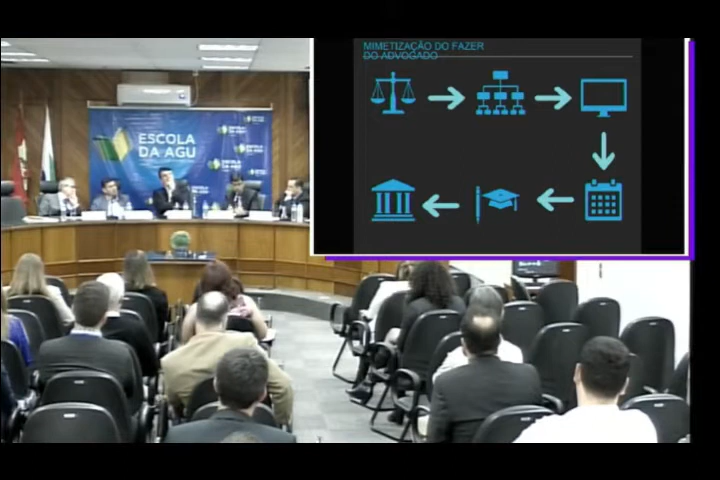 MIMETIZAÇÃO DO FAZER
DO ADVOGADO
ESCOLA
DA AGU